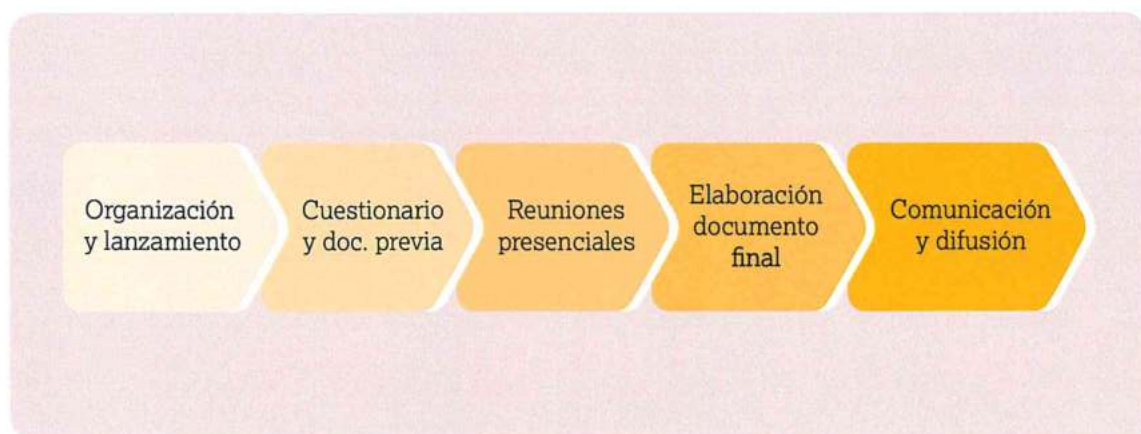 Organización
y lanzamiento
Cuestionario
y doc. previa
Reuniones
presenciales
Elaboración
documento
final
Comunicación
y difusión